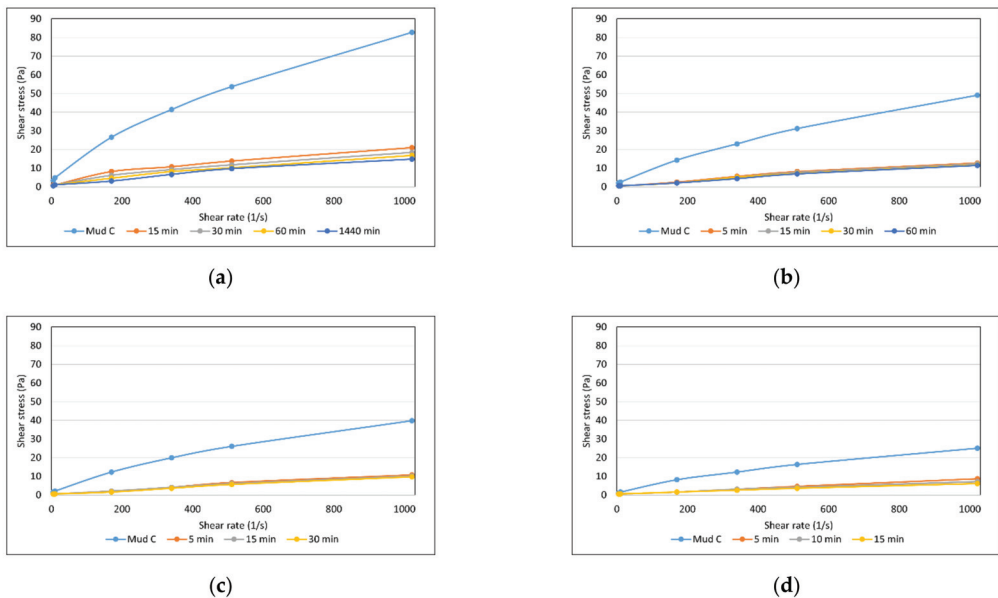 90
80
70
60
50
40
30
20
10
0
Shear stress (Pa)
0 200 400 600 800 1000
Shear rate (1/s)
Mud C 15 min 30 min 60 min 1440 min
(a)
90
80
70
60
50
40
30
20
10
0
Shear stress (Pa)
0 200 400 600 800 1000
Shear rate (1/s)
Mud C 5 min 15 min 30 min 60 min
(b)
90
80
70
60
50
40
30
20
10
0
Shear stress (Pa)
0 200 400 600 800 1000
Shear rate (1/s)
Mud C 5 min 15 min 30 min
(c)
90
80
70
60
50
40
30
20
10
0
Shear stress (Pa)
0 200 400 600 800 1000
Shear rate (1/s)
Mud C 5 min 10 min 15 min
(d)